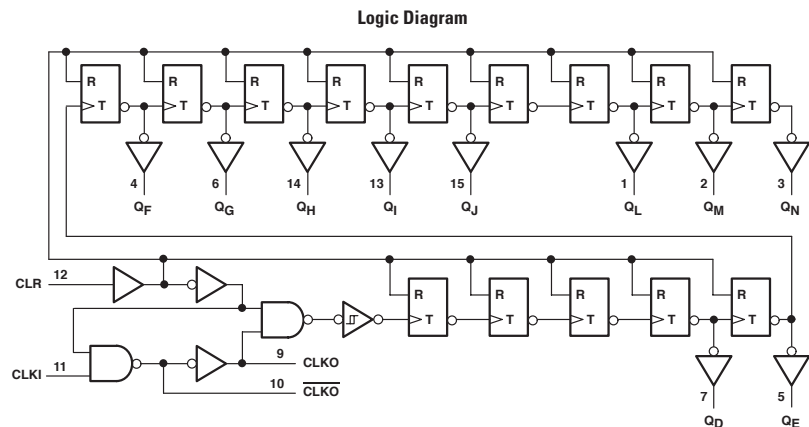 Logic Diagram
R R R R R R R R
T T T T T T T T
4 6 14 13 15 1 2 3
QF QG QH QI QJ QL QM QN
CLR 12
R R R R R
T T T T T
9 CLKO
CLKI 11
10 C̅L̅K̅O̅
7 5
QD QE